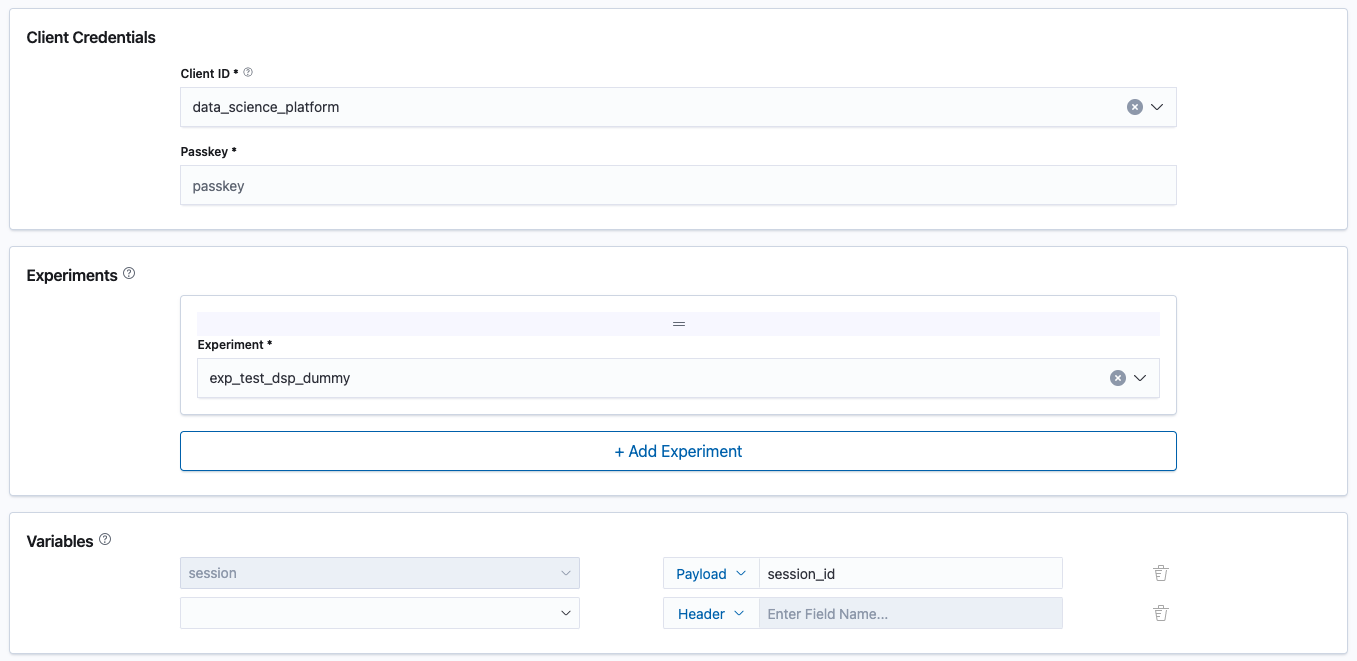 Client Credentials
Client ID *
data_science_platform
Passkey *
passkey
Experiments
Experiment *
exp_test_dsp_dummy
+ Add Experiment
Variables
session Payload session_id
Header Enter Field Name...